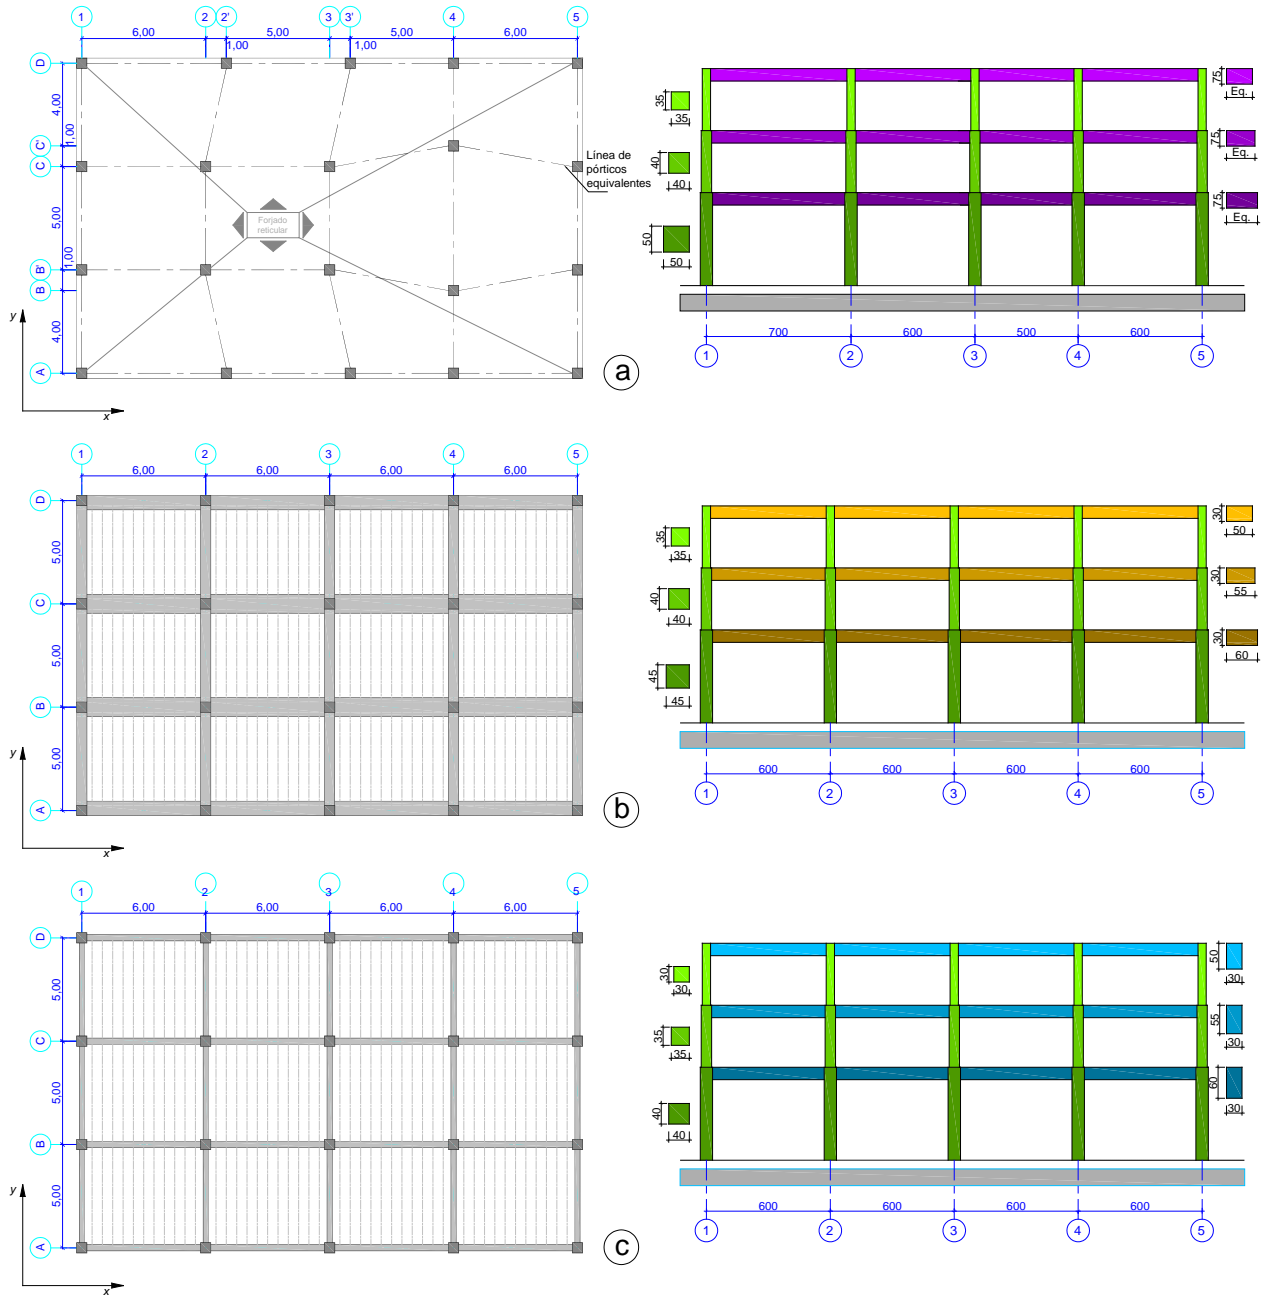 1 2 2' 3 3' 4 5
6,00 5,00 5,00 6,00
1,00 1,00
D
4,00
1,00
C'
C
5,00
1,00
B'
B
4,00
A
Forjado
reticular
Línea de
pórticos
equivalentes
y
x
a
35
35
40
40
50
50
75
Eq.
75
Eq.
75
Eq.
700 600 500 600
1 2 3 4 5
1 2 3 4 5
6,00 6,00 6,00 6,00
D
5,00
C
5,00
B
5,00
A
y
x
b
35
35
40
40
45
45
30
50
30
55
30
60
600 600 600 600
1 2 3 4 5
1 2 3 4 5
6,00 6,00 6,00 6,00
D
5,00
C
5,00
B
5,00
A
y
x
c
30
30
35
35
40
40
50
30
55
30
60
30
600 600 600 600
1 2 3 4 5